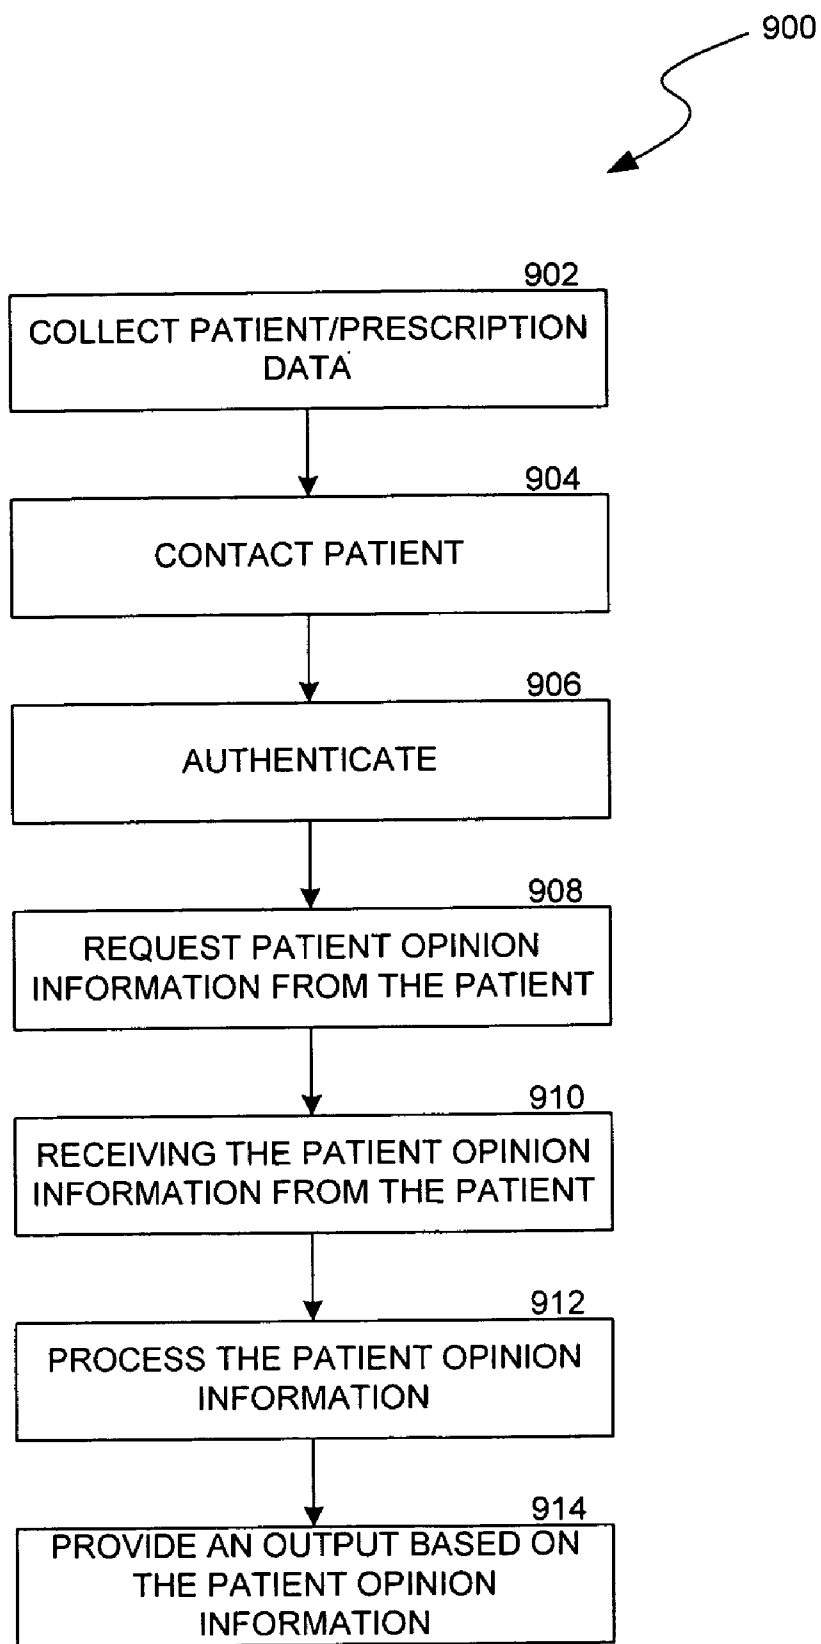 900
902
COLLECT PATIENT/PRESCRIPTION
DATA
904
CONTACT PATIENT
906
AUTHENTICATE
908
REQUEST PATIENT OPINION
INFORMATION FROM THE PATIENT
910
RECEIVING THE PATIENT OPINION
INFORMATION FROM THE PATIENT
912
PROCESS THE PATIENT OPINION
INFORMATION
914
PROVIDE AN OUTPUT BASED ON
THE PATIENT OPINION
INFORMATION